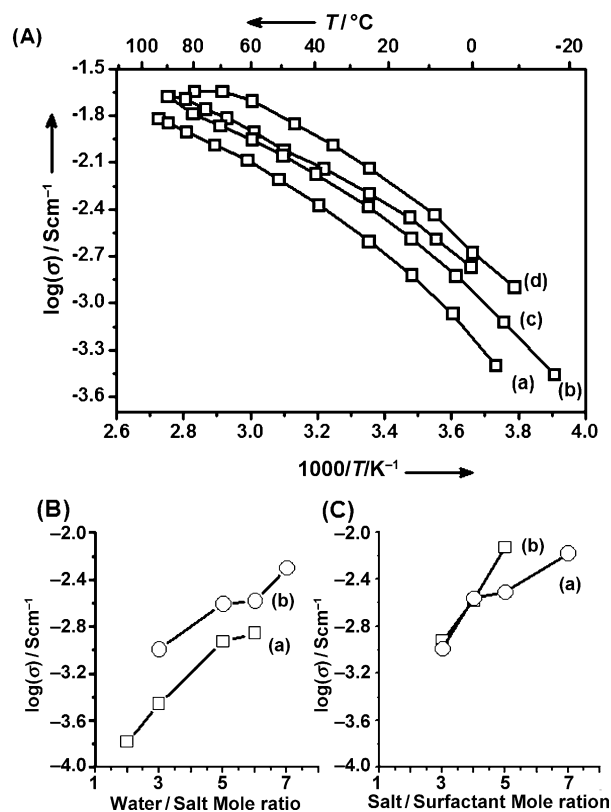 (A)
T/°C
100 80 60 40 20 0 -20
log(σ)/Scm⁻¹
-1.5
-1.8
-2.1
-2.4
-2.7
-3.0
-3.3
-3.6
(d)
(c)
(a)
(b)
2.6 2.8 3.0 3.2 3.4 3.6 3.8 4.0
1000/T/K⁻¹
(B)
log(σ)/Scm⁻¹
−2.0
−2.4
−2.8
−3.2
−3.6
−4.0
(b)
(a)
1 3 5 7
Water/Salt Mole ratio
(C)
log(σ)/Scm⁻¹
−2.0
−2.4
−2.8
−3.2
−3.6
−4.0
(b)
(a)
1 3 5 7
Salt/Surfactant Mole ration